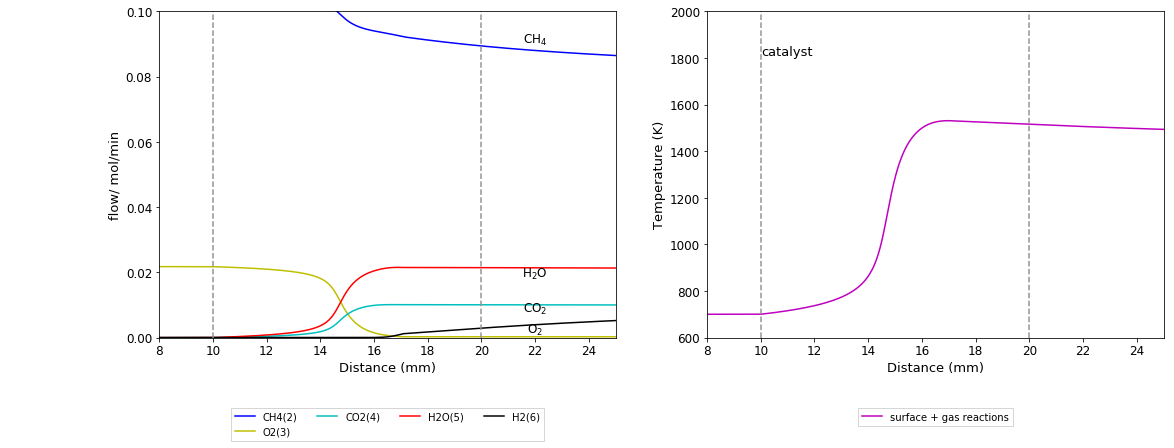 0.10
0.08
0.06
0.04
0.02
0.00
flow/ mol/min
CH4
H2O
CO2
O2
8 10 12 14 16 18 20 22 24
Distance (mm)
CH4(2) CO2(4) H2O(5) H2(6)
O2(3)
2000
1800
1600
1400
1200
1000
800
600
Temperature (K)
catalyst
8 10 12 14 16 18 20 22 24
Distance (mm)
surface + gas reactions